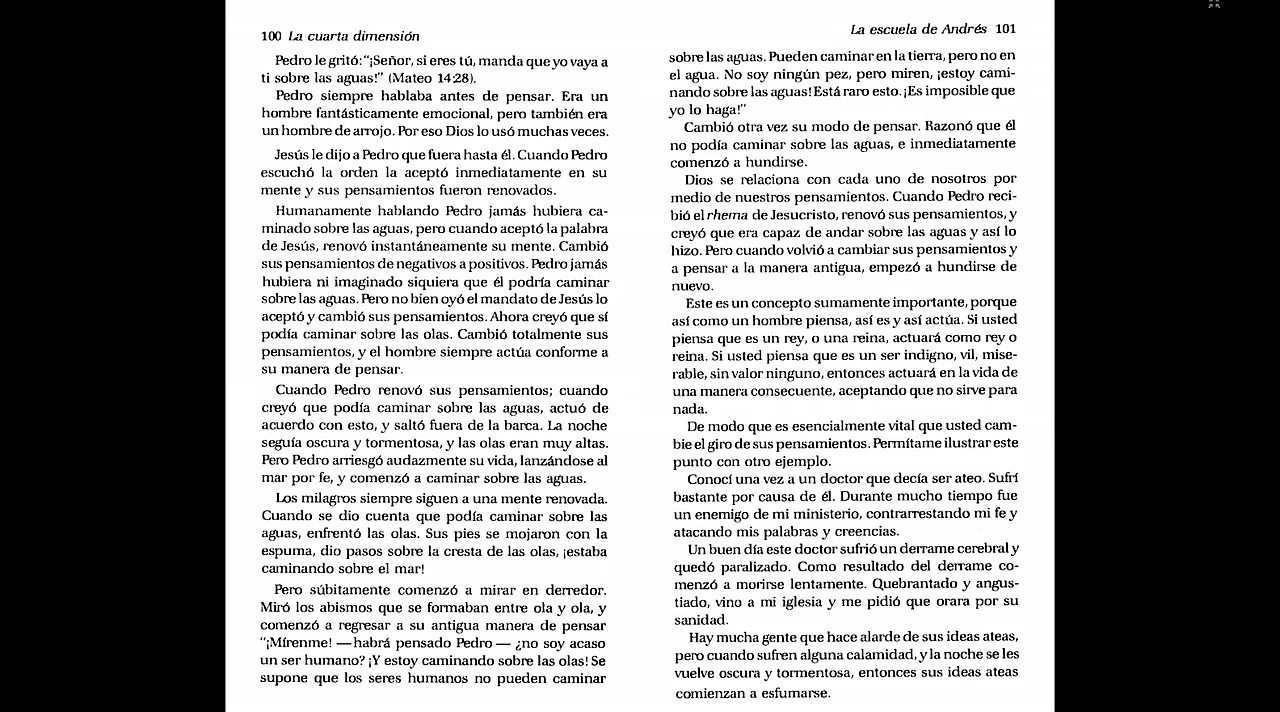 100 La cuarta dimensión
Pedro le gritó: "¡Señor, si eres tú, manda que yo vaya a
ti sobre las aguas!" (Mateo 14:28).
Pedro siempre hablaba antes de pensar. Era un
hombre fantásticamente emocional, pero también era
un hombre de arrojo. Por eso Dios lo usó muchas veces.
Jesús le dijo a Pedro que fuera hasta él. Cuando Pedro
escuchó la orden la aceptó inmediatamente en su
mente y sus pensamientos fueron renovados.
Humanamente hablando Pedro jamás hubiera ca-
minado sobre las aguas, pero cuando aceptó la palabra
de Jesús, renovó instantáneamente su mente. Cambió
sus pensamientos de negativos a positivos. Pedro jamás
hubiera ni imaginado siquiera que él podría caminar
sobre las aguas. Pero no bien oyó el mandato de Jesús lo
aceptó y cambió sus pensamientos. Ahora creyó que sí
podía caminar sobre las olas. Cambió totalmente sus
pensamientos, y el hombre siempre actúa conforme a
su manera de pensar.
Cuando Pedro renovó sus pensamientos; cuando
creyó que podía caminar sobre las aguas, actuó de
acuerdo con esto, y saltó fuera de la barca. La noche
seguía oscura y tormentosa, y las olas eran muy altas.
Pero Pedro arriesgó audazmente su vida, lanzándose al
mar por fe, y comenzó a caminar sobre las aguas.
Los milagros siempre siguen a una mente renovada.
Cuando se dio cuenta que podía caminar sobre las
aguas, enfrentó las olas. Sus pies se mojaron con la
espuma, dio pasos sobre la cresta de las olas, ¡estaba
caminando sobre el mar!
Pero súbitamente comenzó a mirar en derredor.
Miró los abismos que se formaban entre ola y ola, y
comenzó a regresar a su antigua manera de pensar
"¡Mírenme! —habrá pensado Pedro — ¿no soy acaso
un ser humano? ¡Y estoy caminando sobre las olas! Se
supone que los seres humanos no pueden caminar
La escuela de Andrés 101
sobre las aguas. Pueden caminar en la tierra, pero no en
el agua. No soy ningún pez, pero miren, ¡estoy cami-
nando sobre las aguas! Está raro esto. ¡Es imposible que
yo lo haga!"
Cambió otra vez su modo de pensar. Razonó que él
no podía caminar sobre las aguas, e inmediatamente
comenzó a hundirse.
Dios se relaciona con cada uno de nosotros por
medio de nuestros pensamientos. Cuando Pedro reci-
bió el rhema de Jesucristo, renovó sus pensamientos, y
creyó que era capaz de andar sobre las aguas y así lo
hizo. Pero cuando volvió a cambiar sus pensamientos y
a pensar a la manera antigua, empezó a hundirse de
nuevo.
Este es un concepto sumamente importante, porque
así como un hombre piensa, así es y así actúa. Si usted
piensa que es un rey, o una reina, actuará como rey o
reina. Si usted piensa que es un ser indigno, vil, mise-
rable, sin valor ninguno, entonces actuará en la vida de
una manera consecuente, aceptando que no sirve para
nada.
De modo que es esencialmente vital que usted cam-
bie el giro de sus pensamientos. Permítame ilustrar este
punto con otro ejemplo.
Conocí una vez a un doctor que decía ser ateo. Sufrí
bastante por causa de él. Durante mucho tiempo fue
un enemigo de mi ministerio, contrarrestando mi fe y
atacando mis palabras y creencias.
Un buen día este doctor sufrió un derrame cerebral y
quedó paralizado. Como resultado del derrame co-
menzó a morirse lentamente. Quebrantado y angus-
tiado, vino a mi iglesia y me pidió que orara por su
sanidad.
Hay mucha gente que hace alarde de sus ideas ateas,
pero cuando sufren alguna calamidad, y la noche se les
vuelve oscura y tormentosa, entonces sus ideas ateas
comienzan a esfumarse.